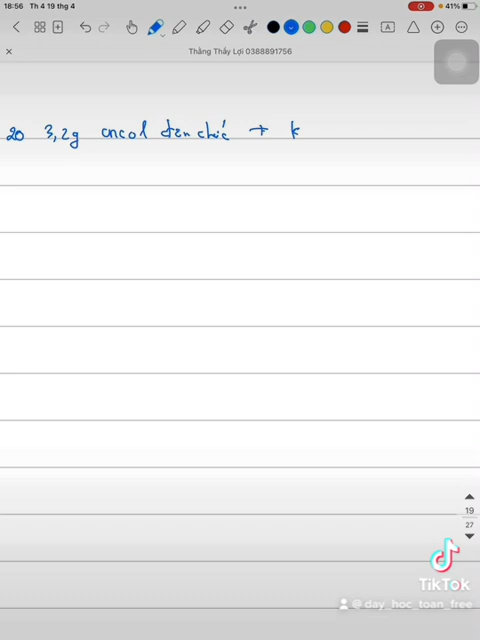 18:56 Th 4 19 thg 4
41%
Thằng Thầy Lợi 0388891756
20 3,2g ancol đơn chức + k
19
27
TikTok
@day_hoc_toan_free